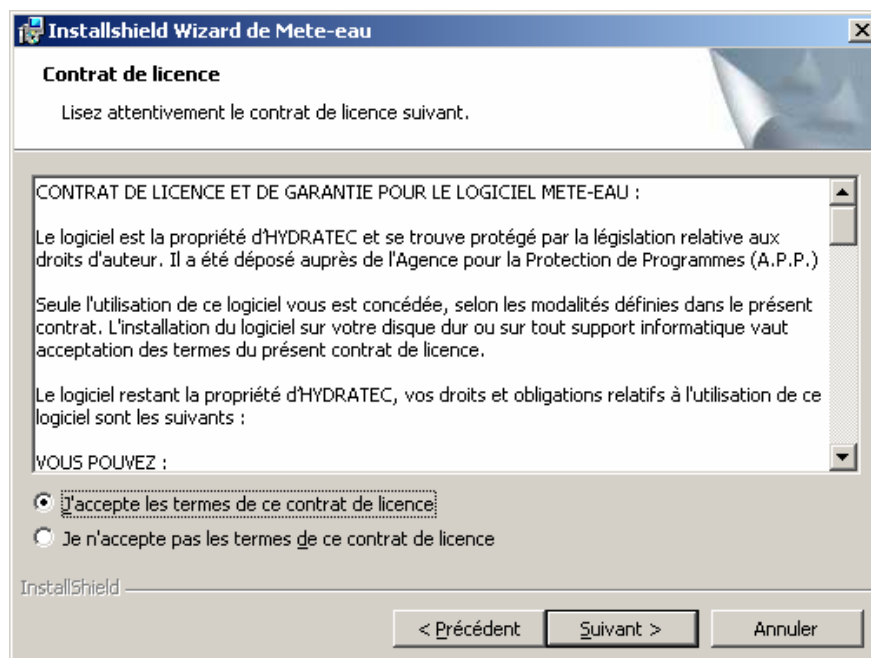 Installshield Wizard de Mete-eau
Contrat de licence
Lisez attentivement le contrat de licence suivant.
CONTRAT DE LICENCE ET DE GARANTIE POUR LE LOGICIEL METE-EAU :
Le logiciel est la propriété d'HYDRATEC et se trouve protégé par la législation relative aux
droits d'auteur. Il a été déposé auprès de l'Agence pour la Protection de Programmes (A.P.P.)
Seule l'utilisation de ce logiciel vous est concédée, selon les modalités définies dans le présent
contrat. L'installation du logiciel sur votre disque dur ou sur tout support informatique vaut
acceptation des termes du présent contrat de licence.
Le logiciel restant la propriété d'HYDRATEC, vos droits et obligations relatifs à l'utilisation de ce
logiciel sont les suivants :
VOUS POUVEZ :
J'accepte les termes de ce contrat de licence
Je n'accepte pas les termes de ce contrat de licence
InstallShield
< Précédent
Suivant >
Annuler